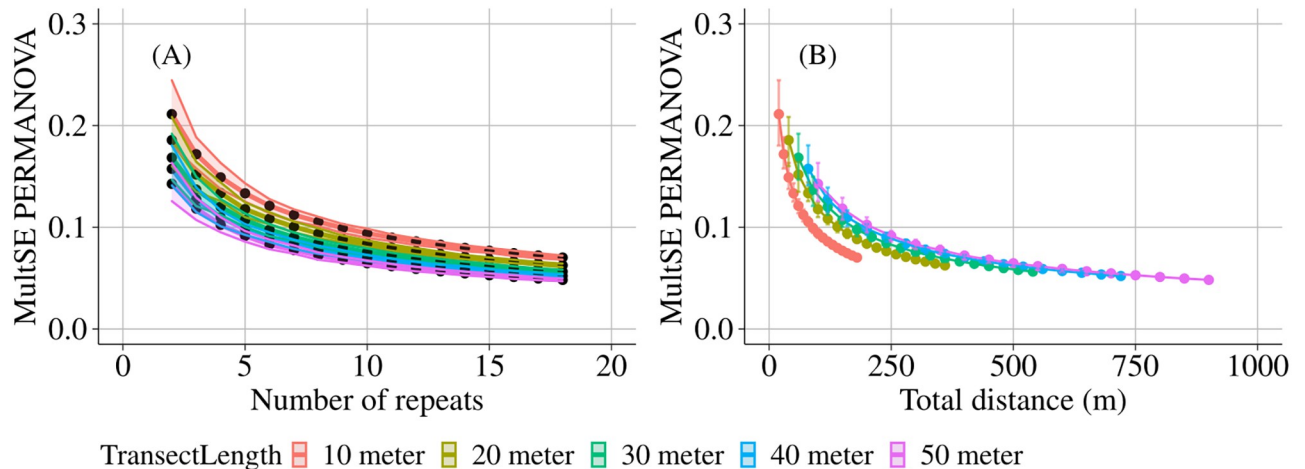 MultSE PERMANOVA
0.3
0.2
0.1
0.0
(A)
0 5 10 15 20
Number of repeats
MultSE PERMANOVA
0.3
0.2
0.1
0.0
(B)
0 250 500 750 1000
Total distance (m)
TransectLength 10 meter 20 meter 30 meter 40 meter 50 meter